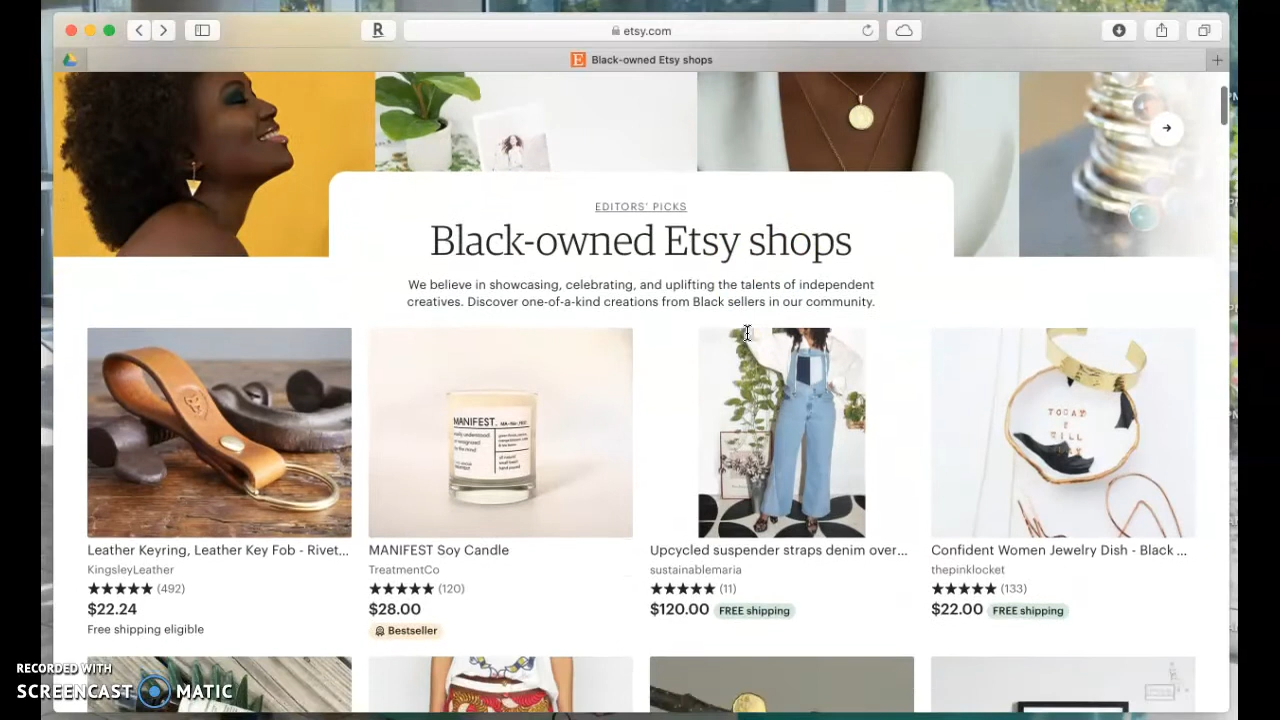 etsy.com
Black-owned Etsy shops
EDITORS' PICKS
Black-owned Etsy shops
We believe in showcasing, celebrating, and uplifting the talents of independent
creatives. Discover one-of-a-kind creations from Black sellers in our community.
MANIFEST.
TODAY
I
WILL
Leather Keyring, Leather Key Fob - Rivet...
KingsleyLeather
(492)
$22.24
Free shipping eligible
MANIFEST Soy Candle
TreatmentCo
(120)
$28.00
Bestseller
Upcycled suspender straps denim over...
sustainablemaria
(11)
$120.00 FREE shipping
Confident Women Jewelry Dish - Black ...
thepinklocket
(133)
$22.00 FREE shipping
RECORDED WITH
SCREENCAST MATIC